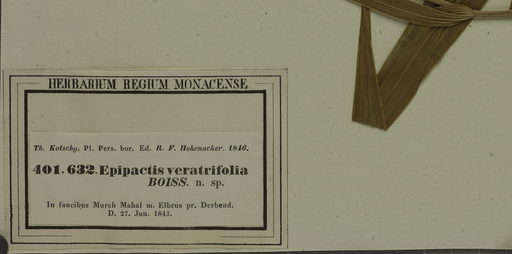 HERBARIUM REGIUM MONACENSE.
Th. Kotschy. Pl. Pers. bor. Ed. R. F. Hohenacker. 1846.
401. 632. Epipactis veratrifolia
BOISS. n. sp.
In faucibus Murch Mahal m. Elbrus pr. Derbend.
D. 27. Jun. 1843.